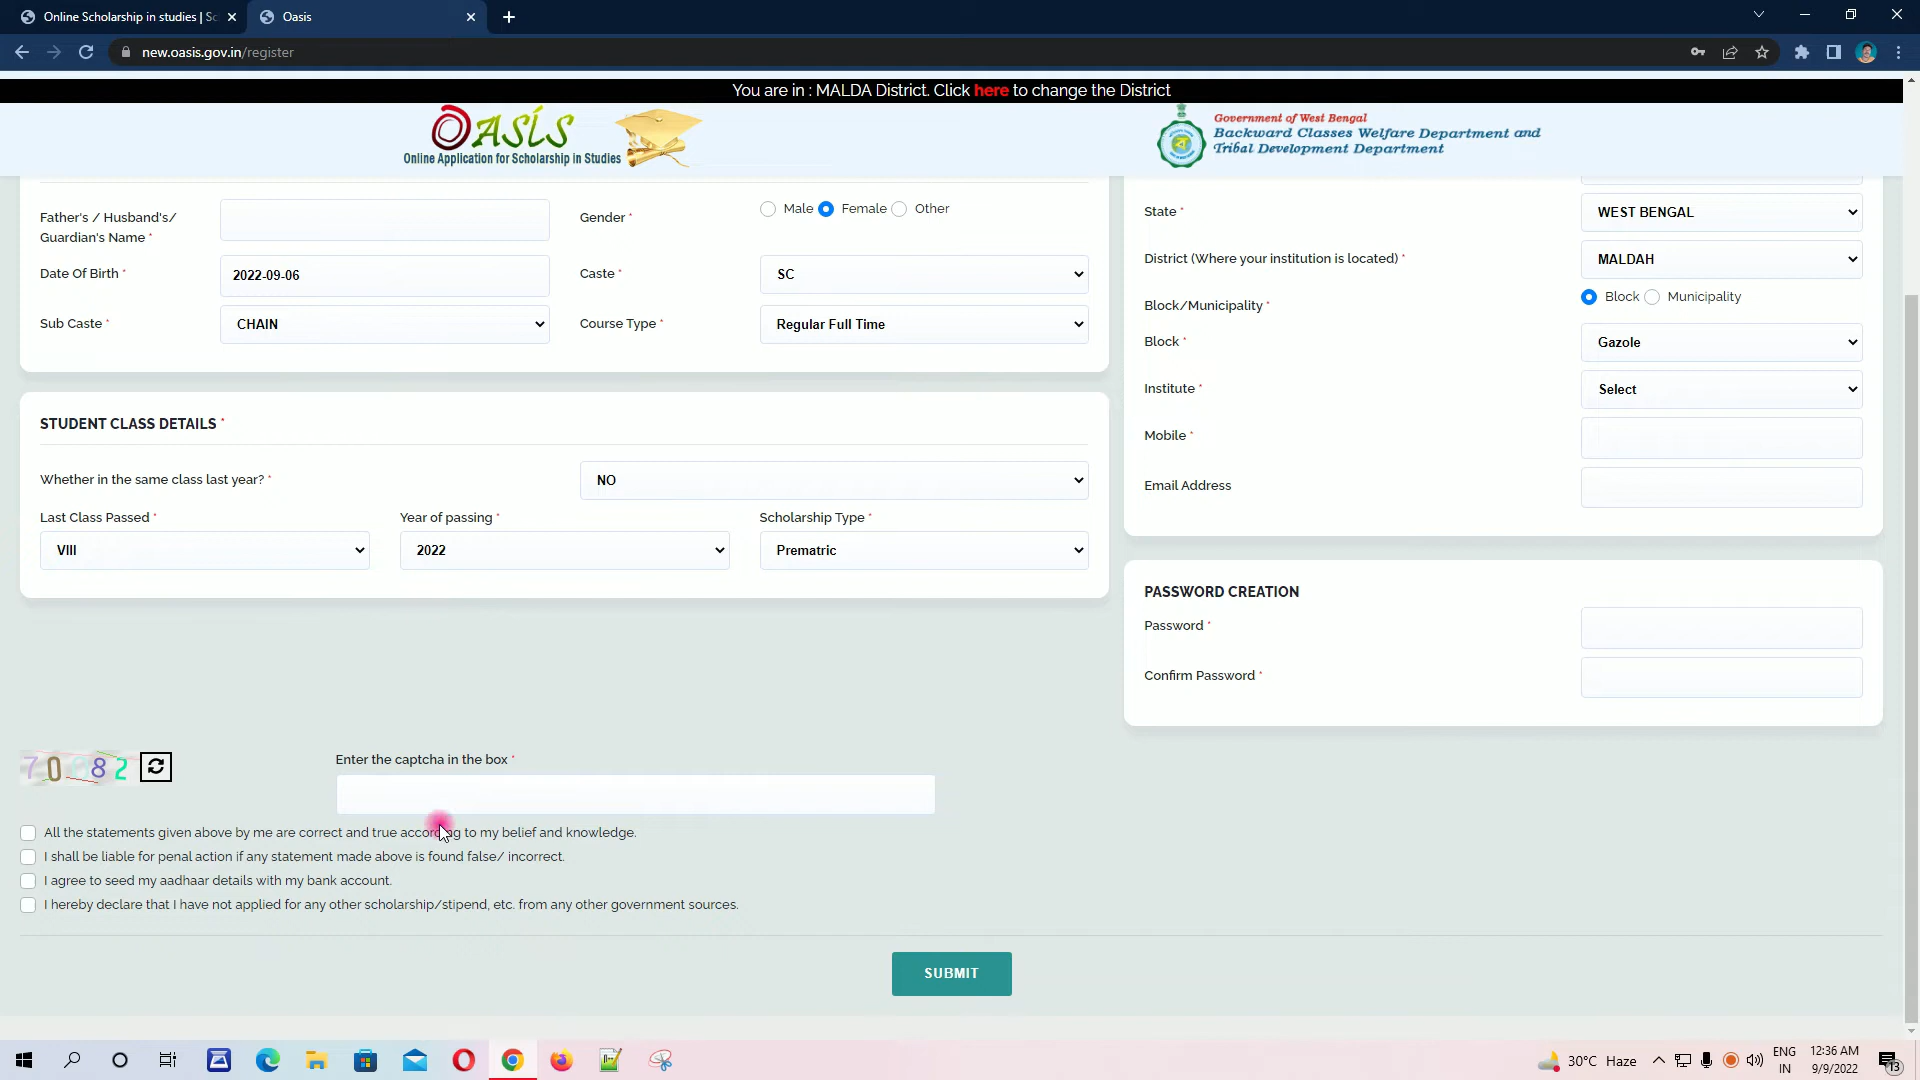 Online Scholarship in studies | Sc
Oasis
new.oasis.gov.in/register
You are in : MALDA District. Click here to change the District
OASIS
Online Application for Scholarship in Studies
Government of West Bengal
Backward Classes Welfare Department and
Tribal Development Department
Father's / Husband's/
Guardian's Name *
Gender *
Male
Female
Other
Date Of Birth *
2022-09-06
Caste *
SC
Sub Caste *
CHAIN
Course Type *
Regular Full Time
STUDENT CLASS DETAILS *
Whether in the same class last year? *
NO
Last Class Passed *
Year of passing *
Scholarship Type *
VIII
2022
Prematric
State *
WEST BENGAL
District (Where your institution is located) *
MALDAH
Block/Municipality *
Block
Municipality
Block *
Gazole
Institute *
Select
Mobile *
Email Address
PASSWORD CREATION
Password *
Confirm Password *
Enter the captcha in the box *
All the statements given above by me are correct and true according to my belief and knowledge.
I shall be liable for penal action if any statement made above is found false/ incorrect.
I agree to seed my aadhaar details with my bank account.
I hereby declare that I have not applied for any other scholarship/stipend, etc. from any other government sources.
SUBMIT
30°C Haze
ENG
IN
12:36 AM
9/9/2022
13